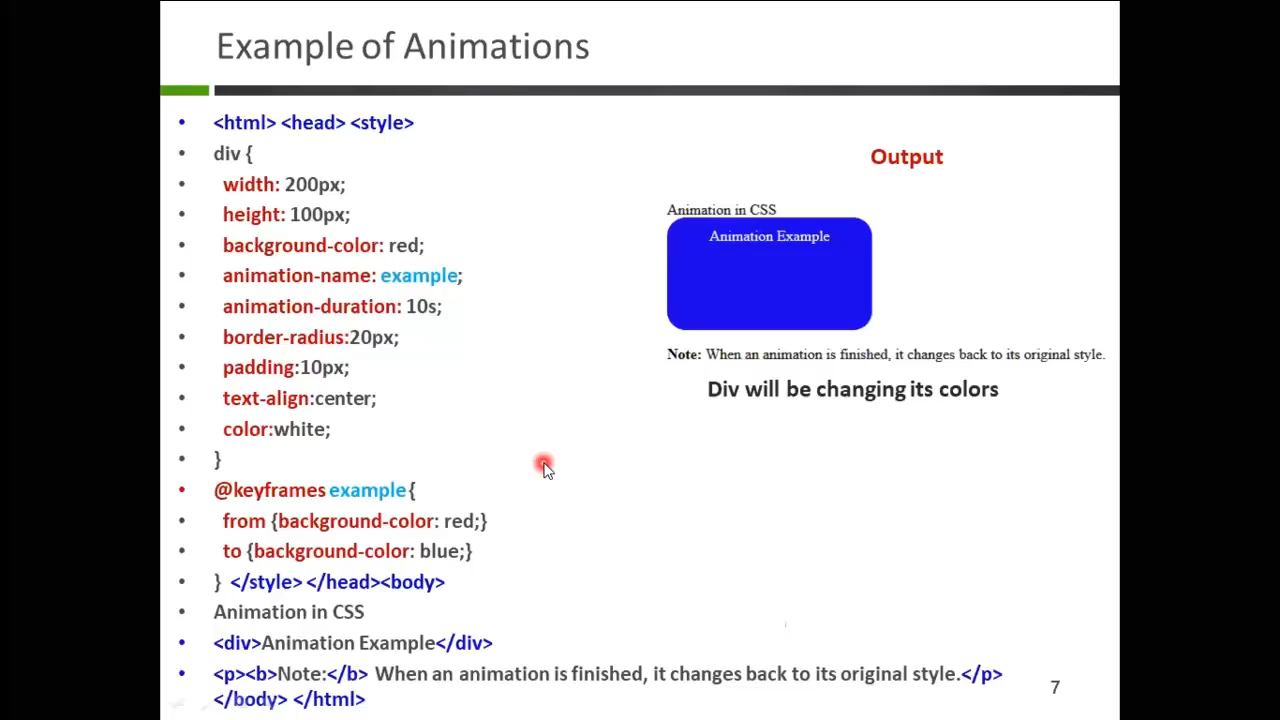 Example of Animations
<html> <head> <style>
div {
width: 200px;
height: 100px;
background-color: red;
animation-name: example;
animation-duration: 10s;
border-radius:20px;
padding:10px;
text-align:center;
color:white;
}
@keyframes example {
from {background-color: red;}
to {background-color: blue;}
} </style> </head><body>
Animation in CSS
<div>Animation Example</div>
<p><b>Note:</b> When an animation is finished, it changes back to its original style.</p>
</body> </html>
Output
Animation in CSS
Animation Example
Note: When an animation is finished, it changes back to its original style.
Div will be changing its colors
7